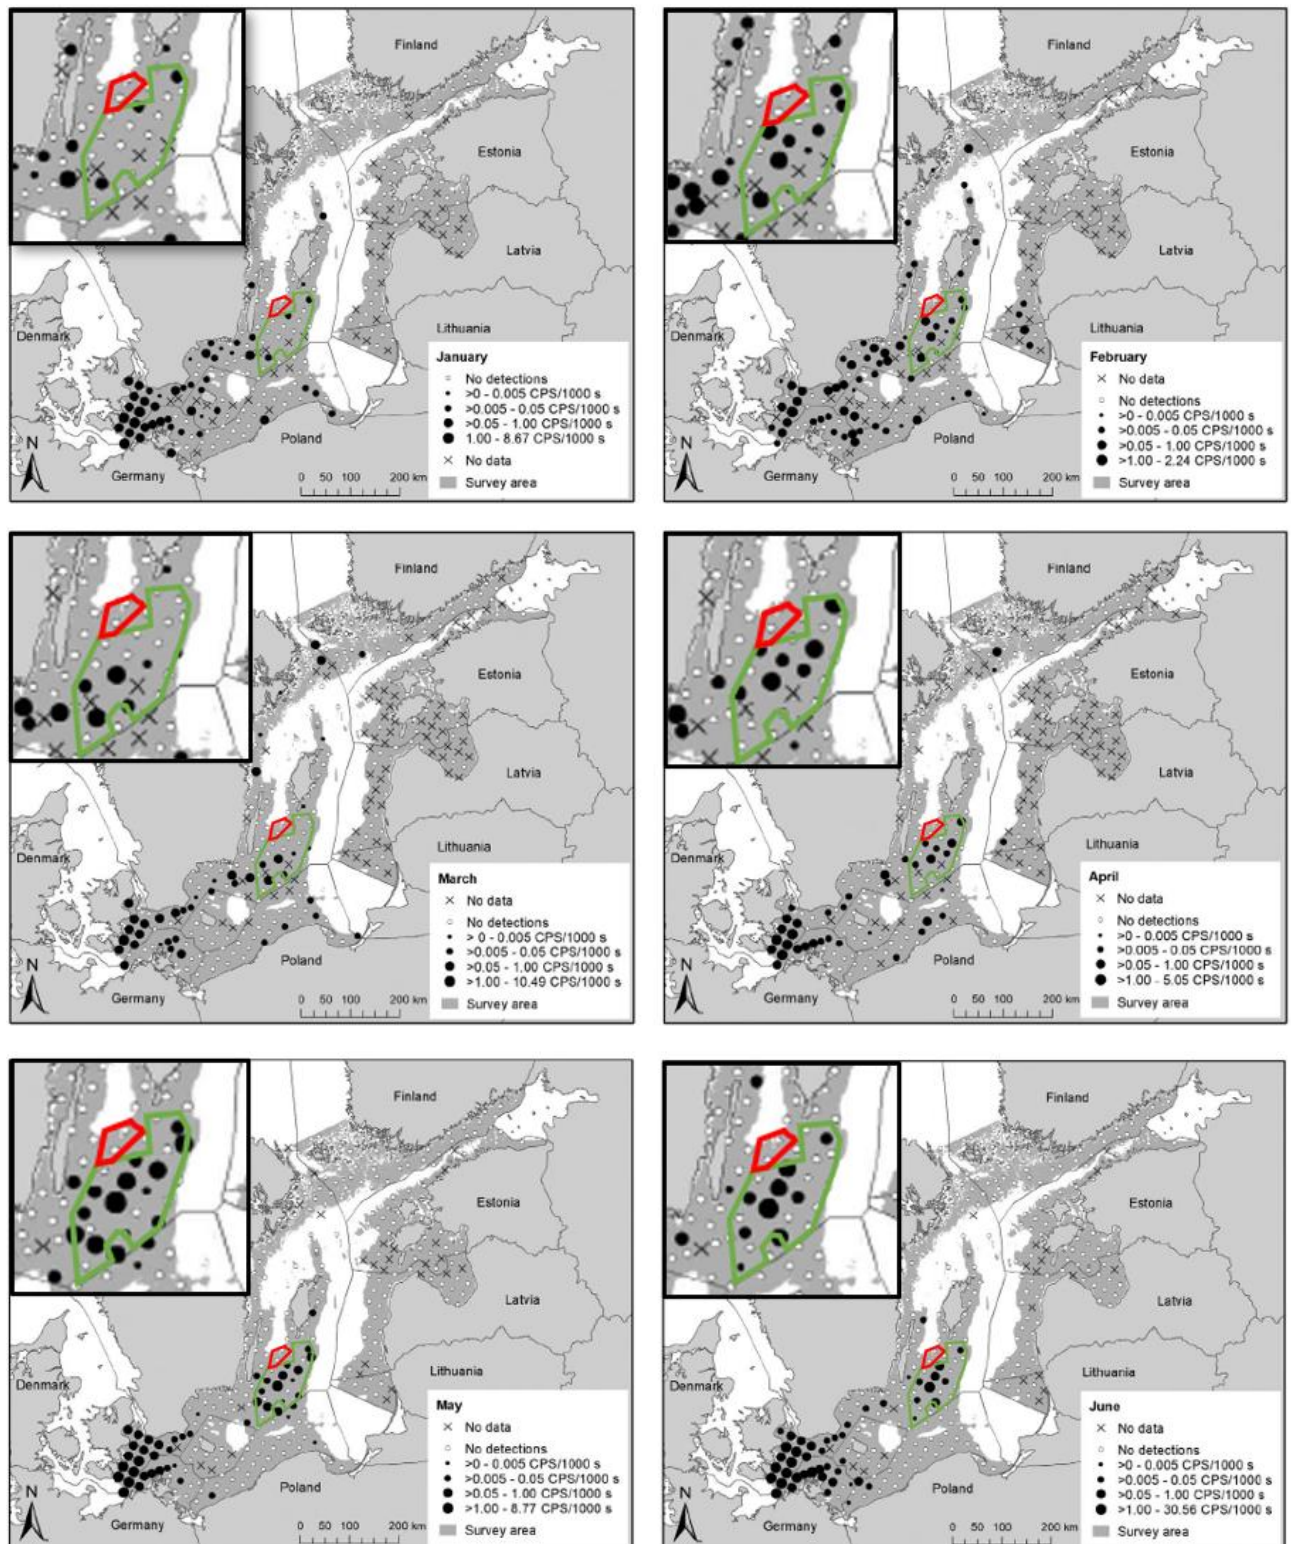 Finland
Estonia
Latvia
Lithuania
Denmark
January
No detections
>0 - 0.005 CPS/1000 s
>0.005 - 0.05 CPS/1000 s
>0.05 - 1.00 CPS/1000 s
1.00 - 8.67 CPS/1000 s
No data
Survey area
N
Poland
Germany
0 50 100 200 km
Finland
Estonia
Latvia
Lithuania
Denmark
February
No data
No detections
>0 - 0.005 CPS/1000 s
>0.005 - 0.05 CPS/1000 s
>0.05 - 1.00 CPS/1000 s
>1.00 - 2.24 CPS/1000 s
Survey area
N
Poland
Germany
0 50 100 200 km
Finland
Estonia
Latvia
Lithuania
Denmark
March
No data
No detections
> 0 - 0.005 CPS/1000 s
>0.005 - 0.05 CPS/1000 s
>0.05 - 1.00 CPS/1000 s
>1.00 - 10.49 CPS/1000 s
Survey area
N
Poland
Germany
0 50 100 200 km
Finland
Estonia
Latvia
Lithuania
Denmark
April
No data
No detections
>0 - 0.005 CPS/1000 s
>0.005 - 0.05 CPS/1000 s
>0.05 - 1.00 CPS/1000 s
>1.00 - 5.05 CPS/1000 s
Survey area
N
Poland
Germany
0 50 100 200 km
Finland
Estonia
Latvia
Lithuania
Denmark
May
No data
No detections
>0 - 0.005 CPS/1000 s
>0.005 - 0.05 CPS/1000 s
>0.05 - 1.00 CPS/1000 s
>1.00 - 8.77 CPS/1000 s
Survey area
N
Poland
Germany
0 50 100 200 km
Finland
Estonia
Latvia
Lithuania
Denmark
June
No data
No detections
>0 - 0.005 CPS/1000 s
>0.005 - 0.05 CPS/1000 s
>0.05 - 1.00 CPS/1000 s
>1.00 - 30.56 CPS/1000 s
Survey area
N
Poland
Germany
0 50 100 200 km